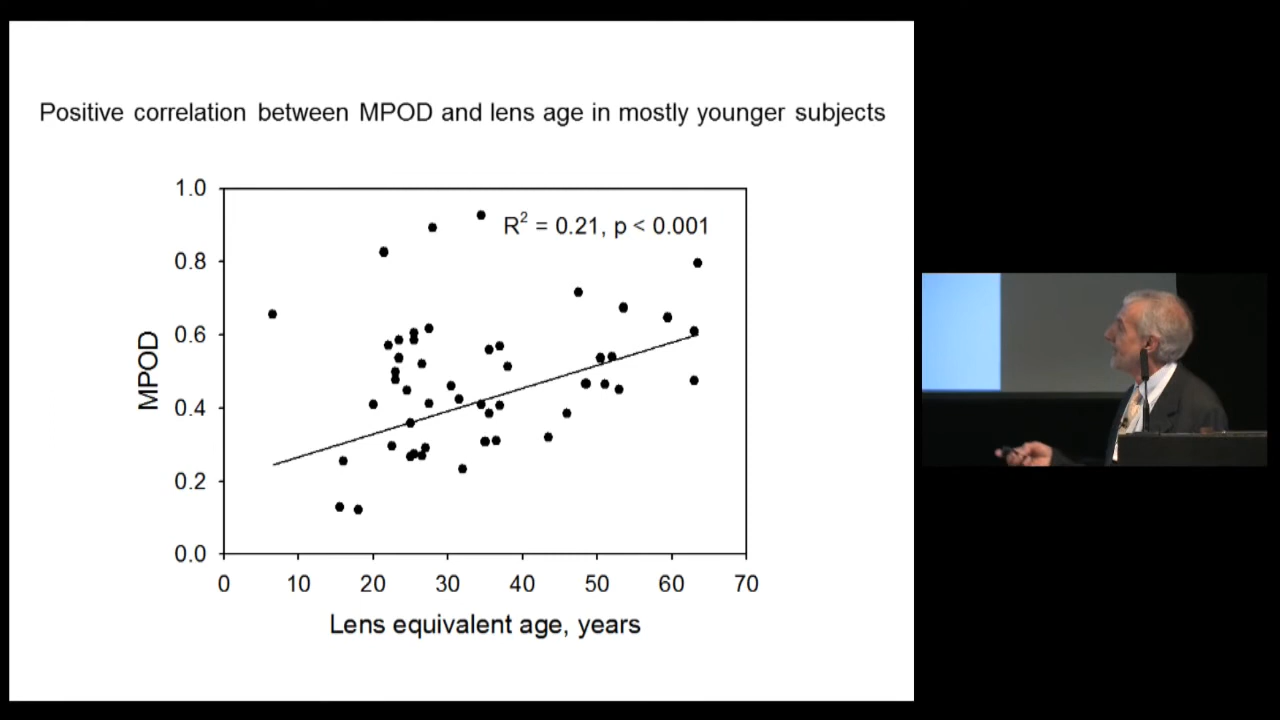 Positive correlation between MPOD and lens age in mostly younger subjects
1.0
R² = 0.21, p < 0.001
0.8
0.6
MPOD
0.4
0.2
0.0
0 10 20 30 40 50 60 70
Lens equivalent age, years